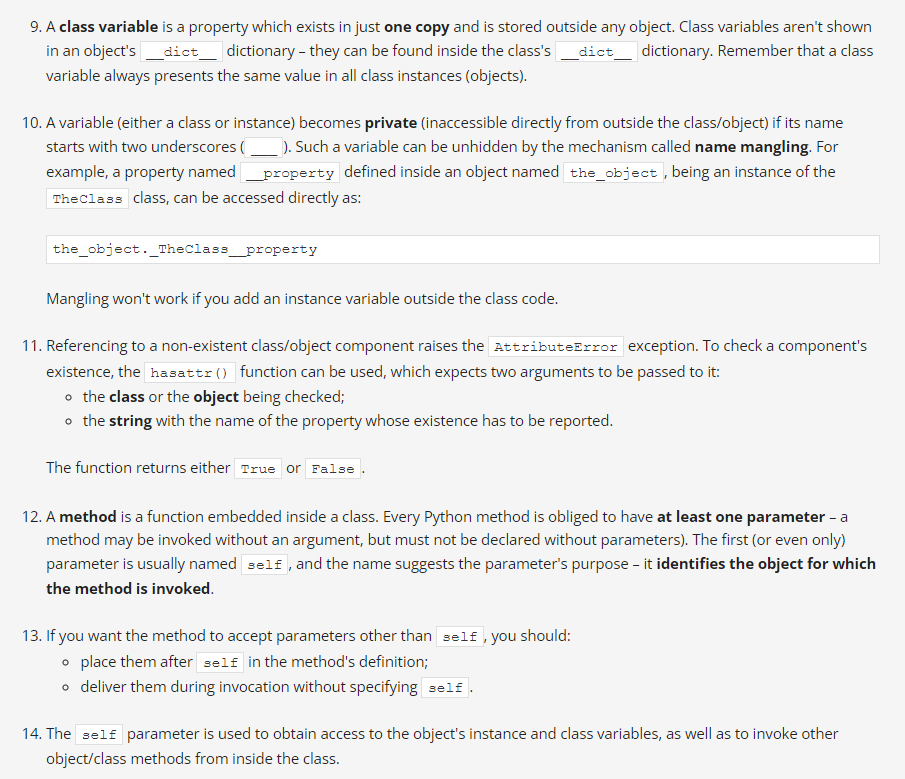 9. A class variable is a property which exists in just one copy and is stored outside any object. Class variables aren't shown
in an object's __dict__ dictionary – they can be found inside the class's __dict__ dictionary. Remember that a class
variable always presents the same value in all class instances (objects).
10. A variable (either a class or instance) becomes private (inaccessible directly from outside the class/object) if its name
starts with two underscores ( __ ). Such a variable can be unhidden by the mechanism called name mangling. For
example, a property named __property defined inside an object named the_object , being an instance of the
TheClass class, can be accessed directly as:
the_object._TheClass__property
Mangling won't work if you add an instance variable outside the class code.
11. Referencing to a non-existent class/object component raises the AttributeError exception. To check a component's
existence, the hasattr() function can be used, which expects two arguments to be passed to it:
○ the class or the object being checked;
○ the string with the name of the property whose existence has to be reported.
The function returns either True or False .
12. A method is a function embedded inside a class. Every Python method is obliged to have at least one parameter – a
method may be invoked without an argument, but must not be declared without parameters). The first (or even only)
parameter is usually named self , and the name suggests the parameter's purpose – it identifies the object for which
the method is invoked.
13. If you want the method to accept parameters other than self , you should:
○ place them after self in the method's definition;
○ deliver them during invocation without specifying self .
14. The self parameter is used to obtain access to the object's instance and class variables, as well as to invoke other
object/class methods from inside the class.